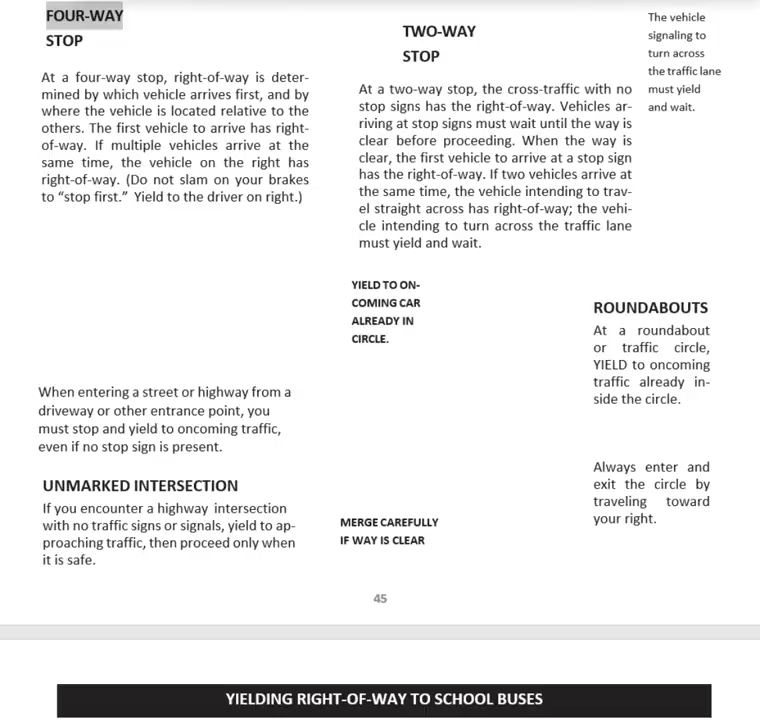 FOUR-WAY
STOP
At a four-way stop, right-of-way is deter-
mined by which vehicle arrives first, and by
where the vehicle is located relative to the
others. The first vehicle to arrive has right-
of-way. If multiple vehicles arrive at the
same time, the vehicle on the right has
right-of-way. (Do not slam on your brakes
to “stop first.”  Yield to the driver on right.)
TWO-WAY
STOP
At a two-way stop, the cross-traffic with no
stop signs has the right-of-way. Vehicles ar-
riving at stop signs must wait until the way is
clear before proceeding. When the way is
clear, the first vehicle to arrive at a stop sign
has the right-of-way. If two vehicles arrive at
the same time, the vehicle intending to trav-
el straight across has right-of-way; the vehi-
cle intending to turn across the traffic lane
must yield and wait.
The vehicle
signaling to
turn across
the traffic lane
must yield
and wait.
YIELD TO ON-
COMING CAR
ALREADY IN
CIRCLE.
ROUNDABOUTS
At a roundabout
or traffic circle,
YIELD to oncoming
traffic already in-
side the circle.
When entering a street or highway from a
driveway or other entrance point, you
must stop and yield to oncoming traffic,
even if no stop sign is present.
Always enter and
exit the circle by
traveling toward
your right.
UNMARKED INTERSECTION
If you encounter a highway intersection
with no traffic signs or signals, yield to ap-
proaching traffic, then proceed only when
it is safe.
MERGE CAREFULLY
IF WAY IS CLEAR
45
YIELDING RIGHT-OF-WAY TO SCHOOL BUSES